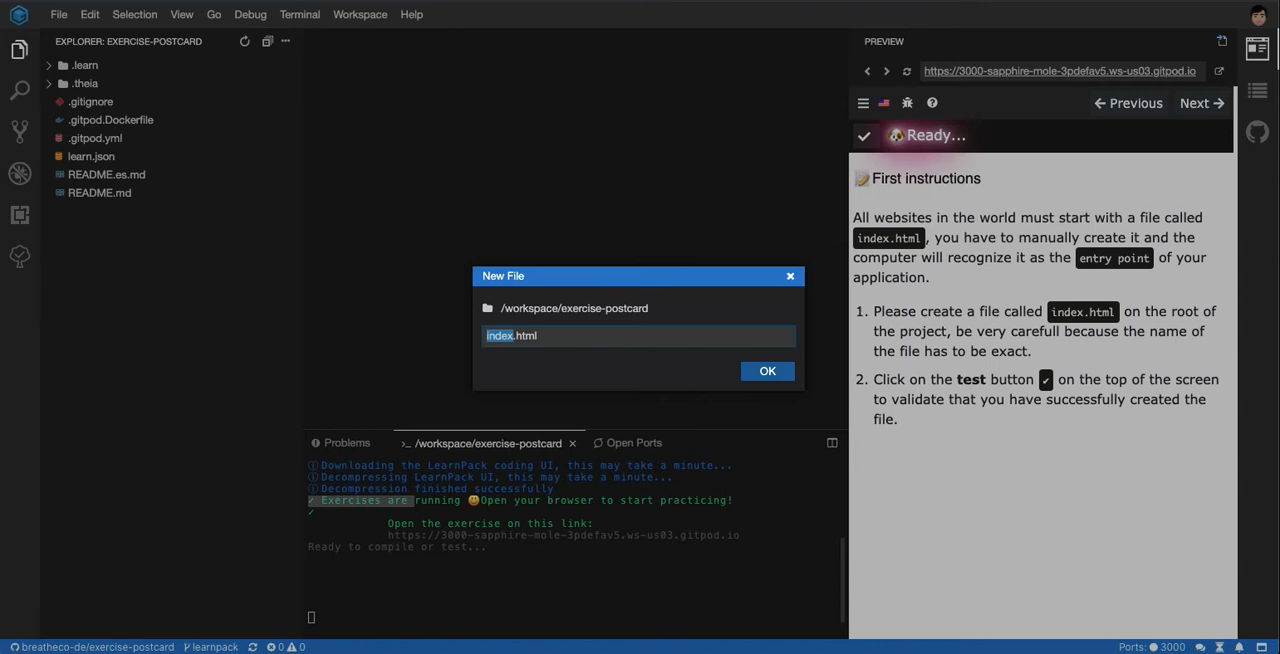 File Edit Selection View Go Debug Terminal Workspace Help
EXPLORER: EXERCISE-POSTCARD
.learn
.theia
.gitignore
.gitpod.Dockerfile
.gitpod.yml
learn.json
README.es.md
README.md
New File
/workspace/exercise-postcard
index.html
OK
Problems /workspace/exercise-postcard Open Ports
Downloading the LearnPack coding UI, this may take a minute...
Decompressing LearnPack UI, this may take a minute...
Decompression finished successfully
✓ Exercises are running 😃Open your browser to start practicing!
✓
Open the exercise on this link:
https://3000-sapphire-mole-3pdefav5.ws-us03.gitpod.io
Ready to compile or test...
PREVIEW
https://3000-sapphire-mole-3pdefav5.ws-us03.gitpod.io
← Previous Next →
🐶Ready...
📝First instructions
All websites in the world must start with a file called
index.html, you have to manually create it and the
computer will recognize it as the entry point of your
application.
1. Please create a file called index.html on the root of
the project, be very carefull because the name of
the file has to be exact.
2. Click on the test button ✔ on the top of the screen
to validate that you have successfully created the
file.
breatheco-de/exercise-postcard learnpack 0 0 Ports: 3000